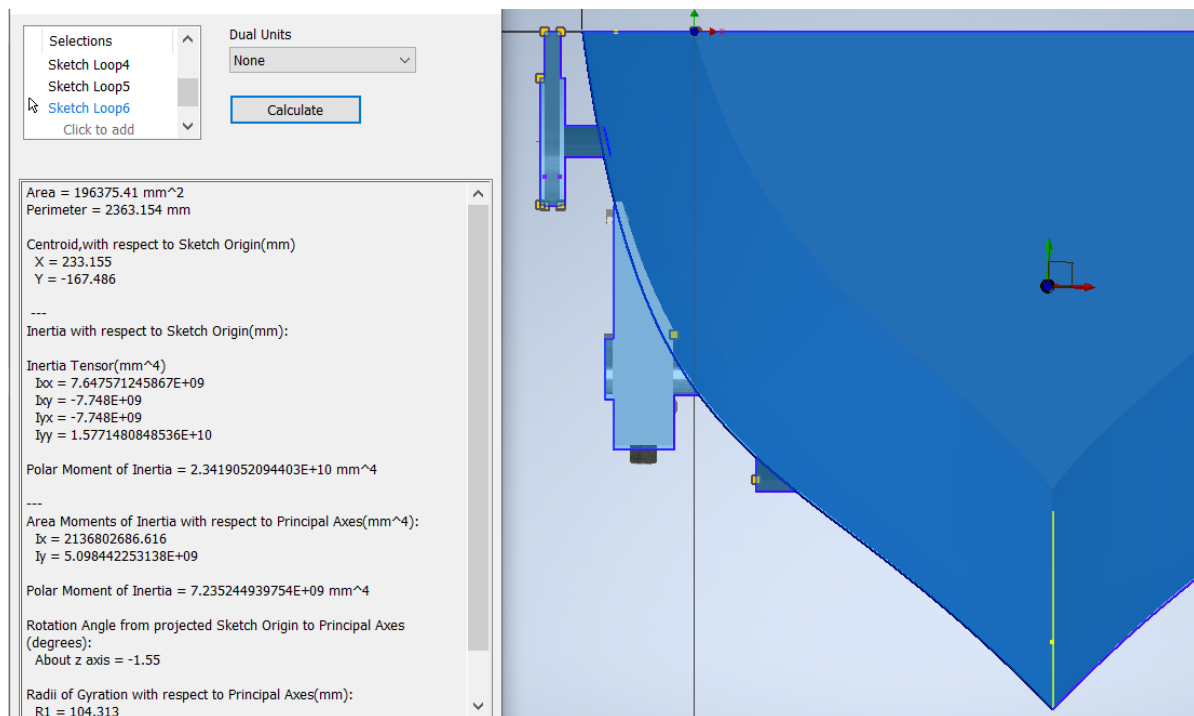 Selections
Sketch Loop4
Sketch Loop5
Sketch Loop6
Click to add
Dual Units
None
Calculate
Area = 196375.41 mm^2
Perimeter = 2363.154 mm
Centroid,with respect to Sketch Origin(mm)
X = 233.155
Y = -167.486
---
Inertia with respect to Sketch Origin(mm):
Inertia Tensor(mm^4)
Ixx = 7.647571245867E+09
Ixy = -7.748E+09
Iyx = -7.748E+09
Iyy = 1.5771480848536E+10
Polar Moment of Inertia = 2.3419052094403E+10 mm^4
---
Area Moments of Inertia with respect to Principal Axes(mm^4):
Ix = 2136802686.616
Iy = 5.098442253138E+09
Polar Moment of Inertia = 7.235244939754E+09 mm^4
Rotation Angle from projected Sketch Origin to Principal Axes
(degrees):
About z axis = -1.55
Radii of Gyration with respect to Principal Axes(mm):
R1 = 104.313